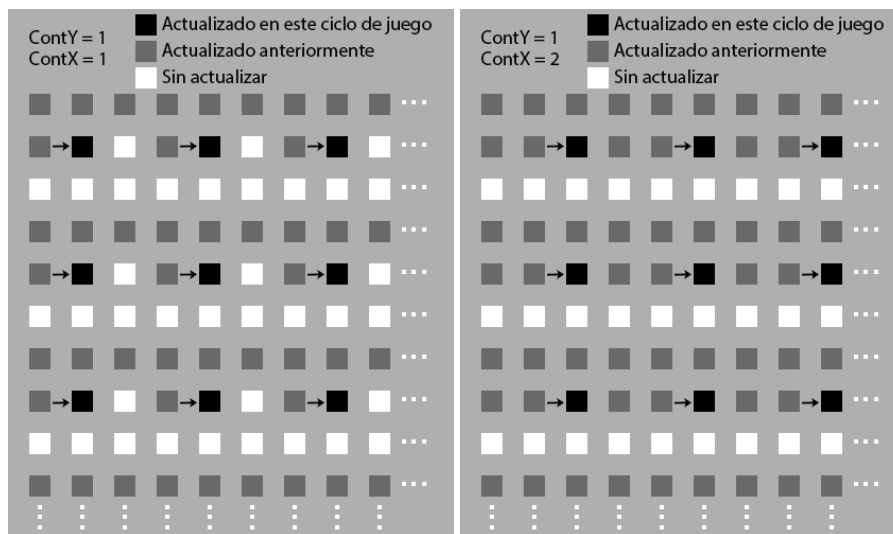 ContY = 1
ContX = 1
Actualizado en este ciclo de juego
Actualizado anteriormente
Sin actualizar
ContY = 1
ContX = 2
Actualizado en este ciclo de juego
Actualizado anteriormente
Sin actualizar